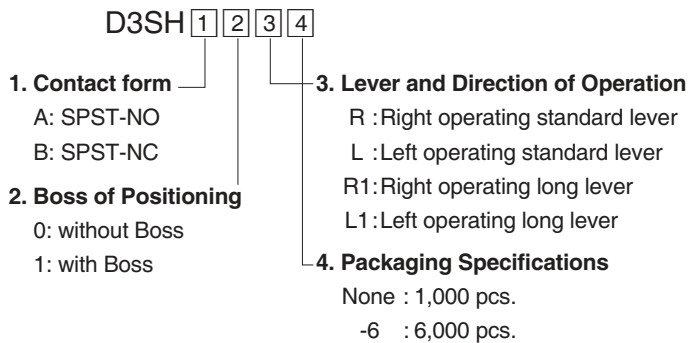 D3SH 1 2 3 4
1. Contact form
A: SPST-NO
B: SPST-NC
2. Boss of Positioning
0: without Boss
1: with Boss
3. Lever and Direction of Operation
R :Right operating standard lever
L :Left operating standard lever
R1:Right operating long lever
L1:Left operating long lever
4. Packaging Specifications
None : 1,000 pcs.
-6 : 6,000 pcs.